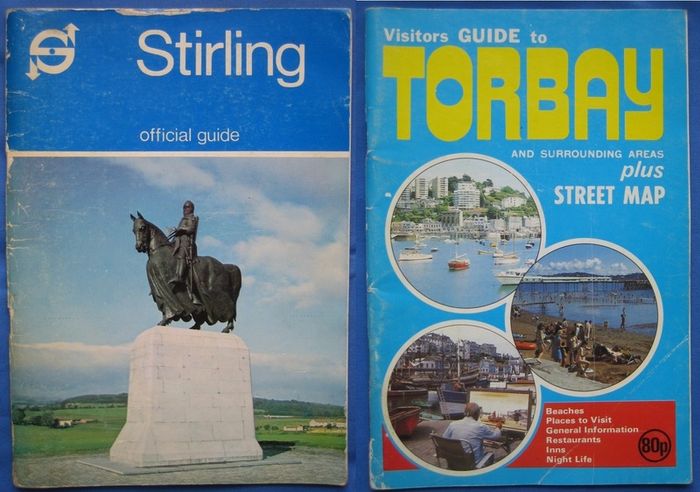 Stirling
official guide
Visitors GUIDE to
TORBAY
AND SURROUNDING AREAS
plus
STREET MAP
Beaches
Places to Visit
General Information
Restaurants
Inns
Night Life
80p